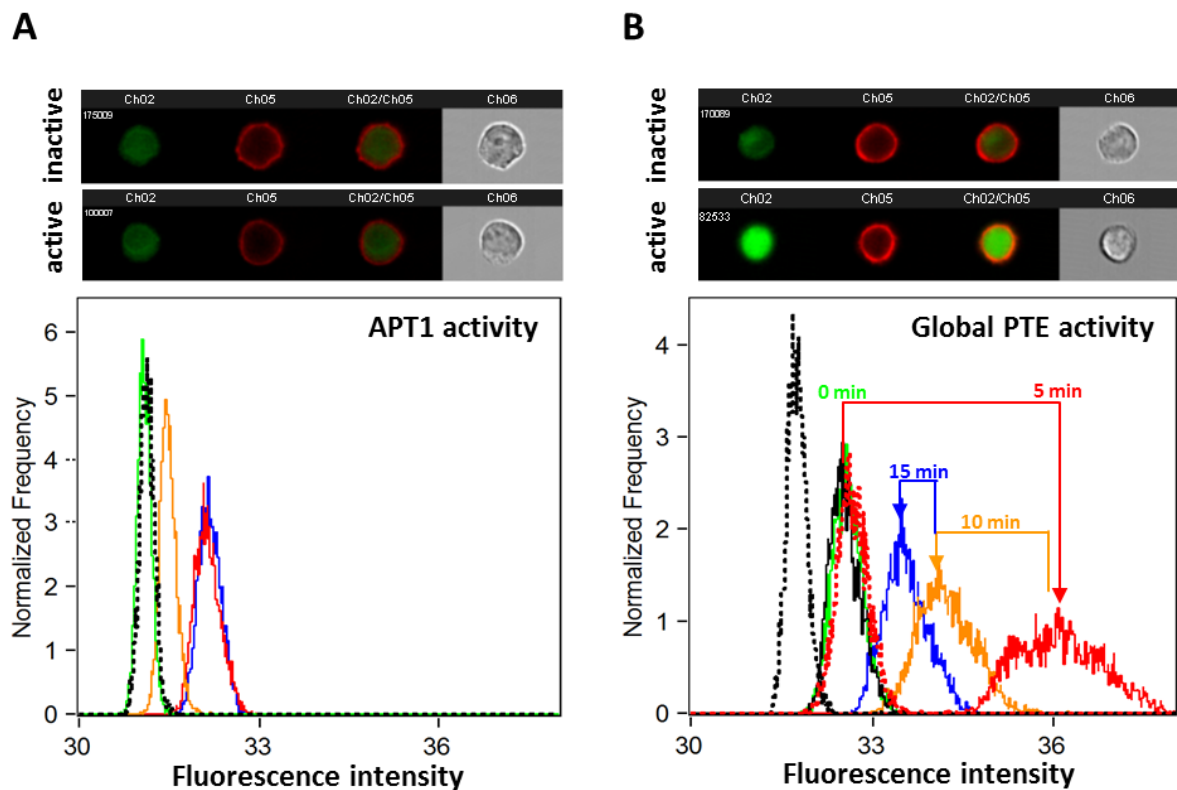 A
B
Ch02 Ch05 Ch02/Ch05 Ch06
175009
inactive
Ch02 Ch05 Ch02/Ch05 Ch06
100007
active
Ch02 Ch05 Ch02/Ch05 Ch06
170089
inactive
Ch02 Ch05 Ch02/Ch05 Ch06
82533
active
APT1 activity
Normalized Frequency
6
5
4
3
2
1
0
30 33 36
Fluorescence intensity
Global PTE activity
0 min 5 min
15 min
10 min
Normalized Frequency
4
3
2
1
0
30 33 36
Fluorescence intensity